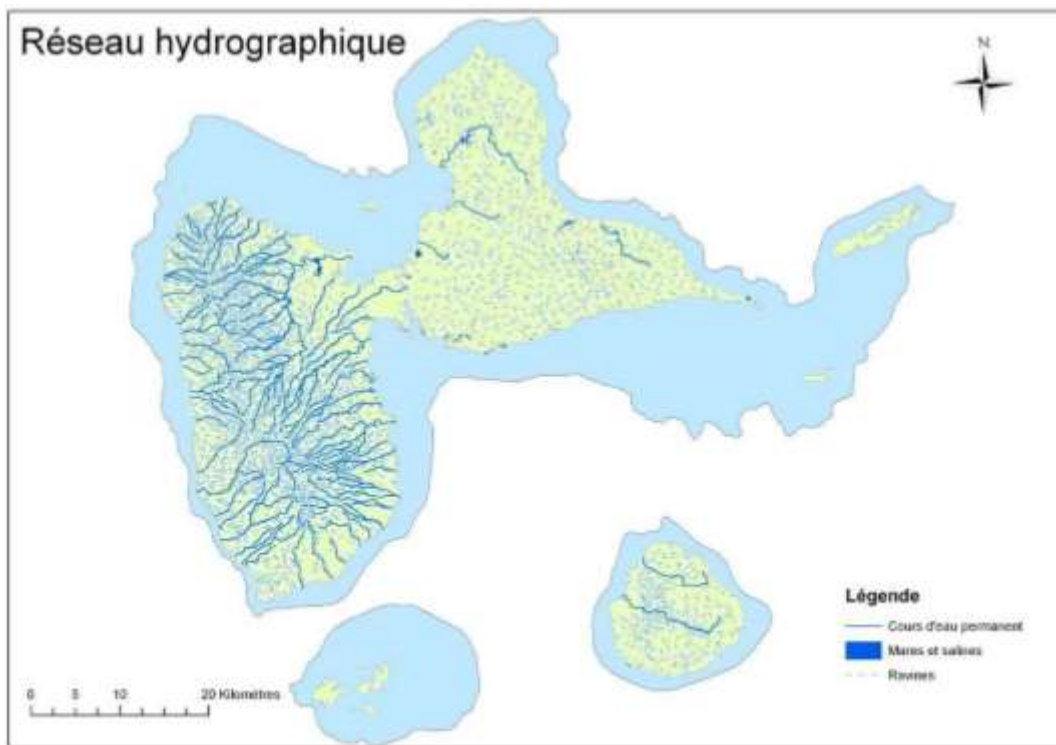 Réseau hydrographique
N
Légende
Cours d'eau permanent
Mares et salines
Ravines
0 5 10 20 Kilomètres